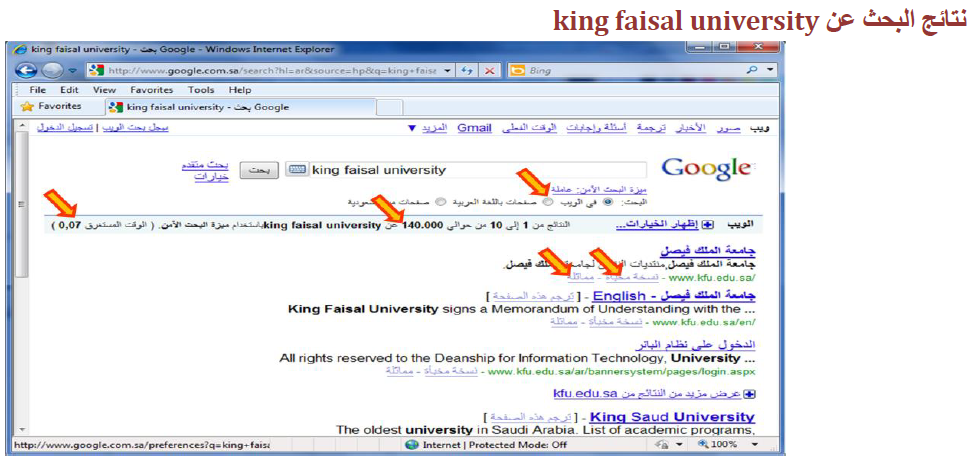 نتائج البحث عن king faisal university
king faisal university - بحث Google - Windows Internet Explorer
http://www.google.com.sa/search?hl=ar&source=hp&q=king+faisa
Bing
File Edit View Favorites Tools Help
Favorites
king faisal university - بحث Google
ويب صور الأخبار ترجمة أسئلة وإجابات الوقت الفعلي Gmail المزيد ▼
سجل بحث الويب | تسجيل الدخول
Google
king faisal university
بحث
بحث متقدم
خيارات
ميزة البحث الآمن: عاملة
البحث: في الويب صفحات باللغة العربية صفحات من السعودية
الويب إظهار الخيارات... النتائج من 1 إلى 10 من حوالي 140.000 عن king faisal university باستخدام ميزة البحث الآمن. ( الوقت المستغرق 0,07 )
جامعة الملك فيصل
جامعة الملك فيصل,منتديات لجامعة الملك فيصل.
www.kfu.edu.sa/ - نسخة مخبأة - مماثلة
جامعة الملك فيصل - English - [ ترجم هذه الصفحة ]
King Faisal University signs a Memorandum of Understanding with the ...
www.kfu.edu.sa/en/ - نسخة مخبأة - مماثلة
الدخول على نظام البانر
All rights reserved to the Deanship for Information Technology, University ...
www.kfu.edu.sa/ar/bannersystem/pages/login.aspx - نسخة مخبأة - مماثلة
عرض مزيد من النتائج من kfu.edu.sa
King Saud University - [ ترجم هذه الصفحة ]
The oldest university in Saudi Arabia. List of academic programs,
http://www.google.com.sa/preferences?q=king+faisa
Internet | Protected Mode: Off
100%